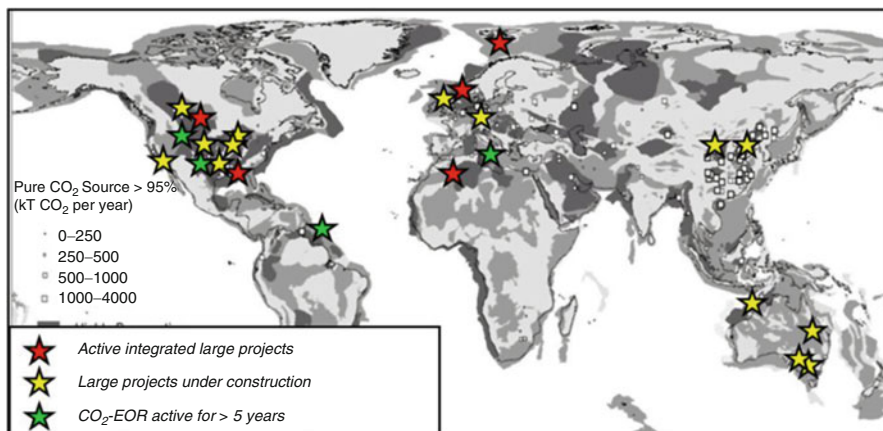 Pure CO₂ Source > 95%
(kT CO₂ per year)
0–250
250–500
500–1000
1000–4000
Active integrated large projects
Large projects under construction
CO₂-EOR active for > 5 years